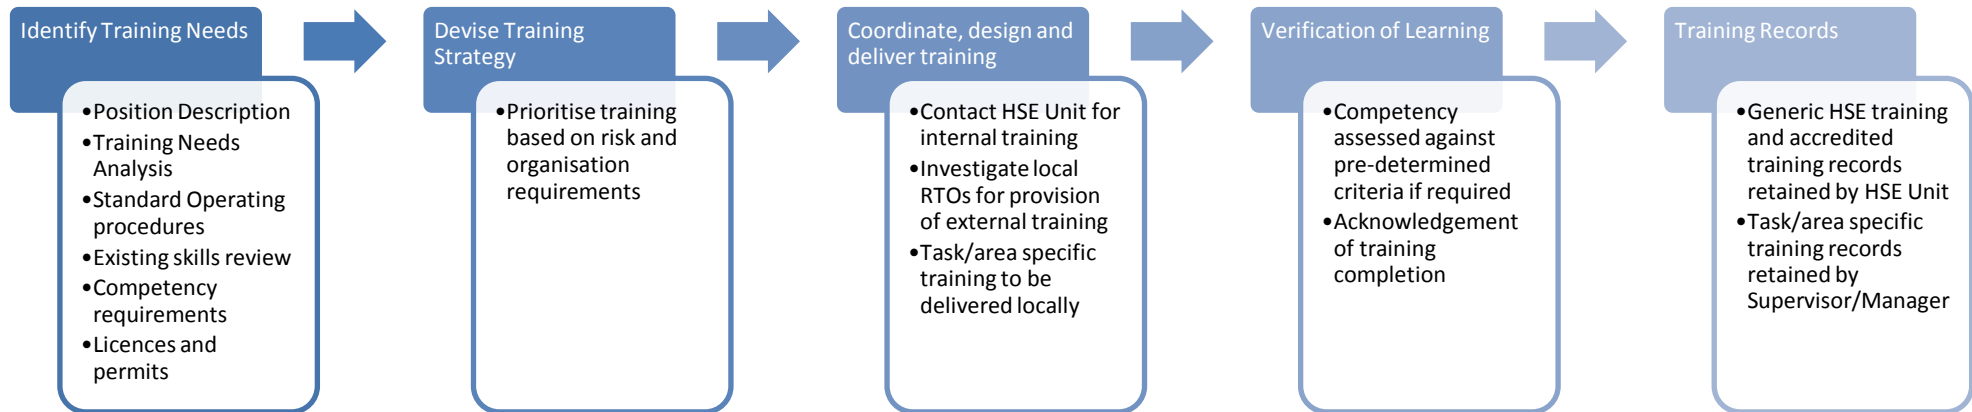 Identify Training Needs
•Position Description
•Training Needs
Analysis
•Standard Operating
procedures
•Existing skills review
•Competency
requirements
•Licences and
permits
Devise Training
Strategy
•Prioritise training
based on risk and
organisation
requirements
Coordinate, design and
deliver training
•Contact HSE Unit for
internal training
•Investigate local
RTOs for provision
of external training
•Task/area specific
training to be
delivered locally
Verification of Learning
•Competency
assessed against
pre-determined
criteria if required
•Acknowledgement
of training
completion
Training Records
•Generic HSE training
and accredited
training records
retained by HSE Unit
•Task/area specific
training records
retained by
Supervisor/Manager